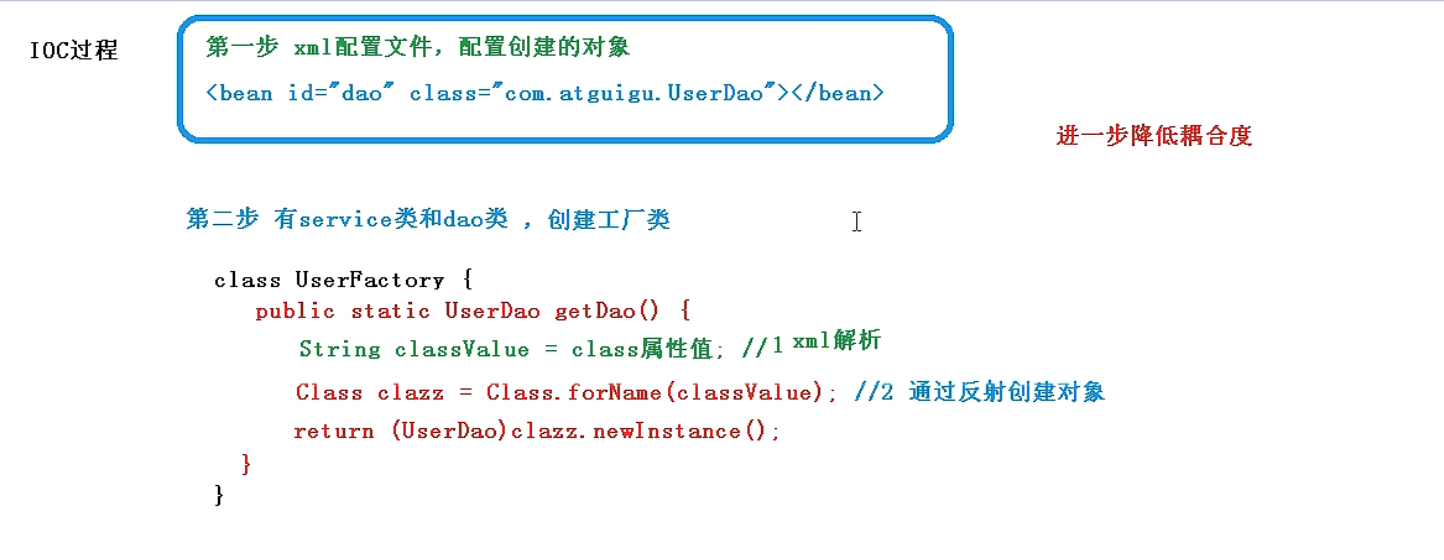 IOC过程
第一步 xml配置文件，配置创建的对象
<bean id="dao" class="com.atguigu.UserDao"></bean>
进一步降低耦合度
第二步 有service类和dao类 ，创建工厂类
class UserFactory {
public static UserDao getDao() {
String classValue = class属性值; //1 xml解析
Class clazz = Class.forName(classValue); //2 通过反射创建对象
return (UserDao)clazz.newInstance();
}
}